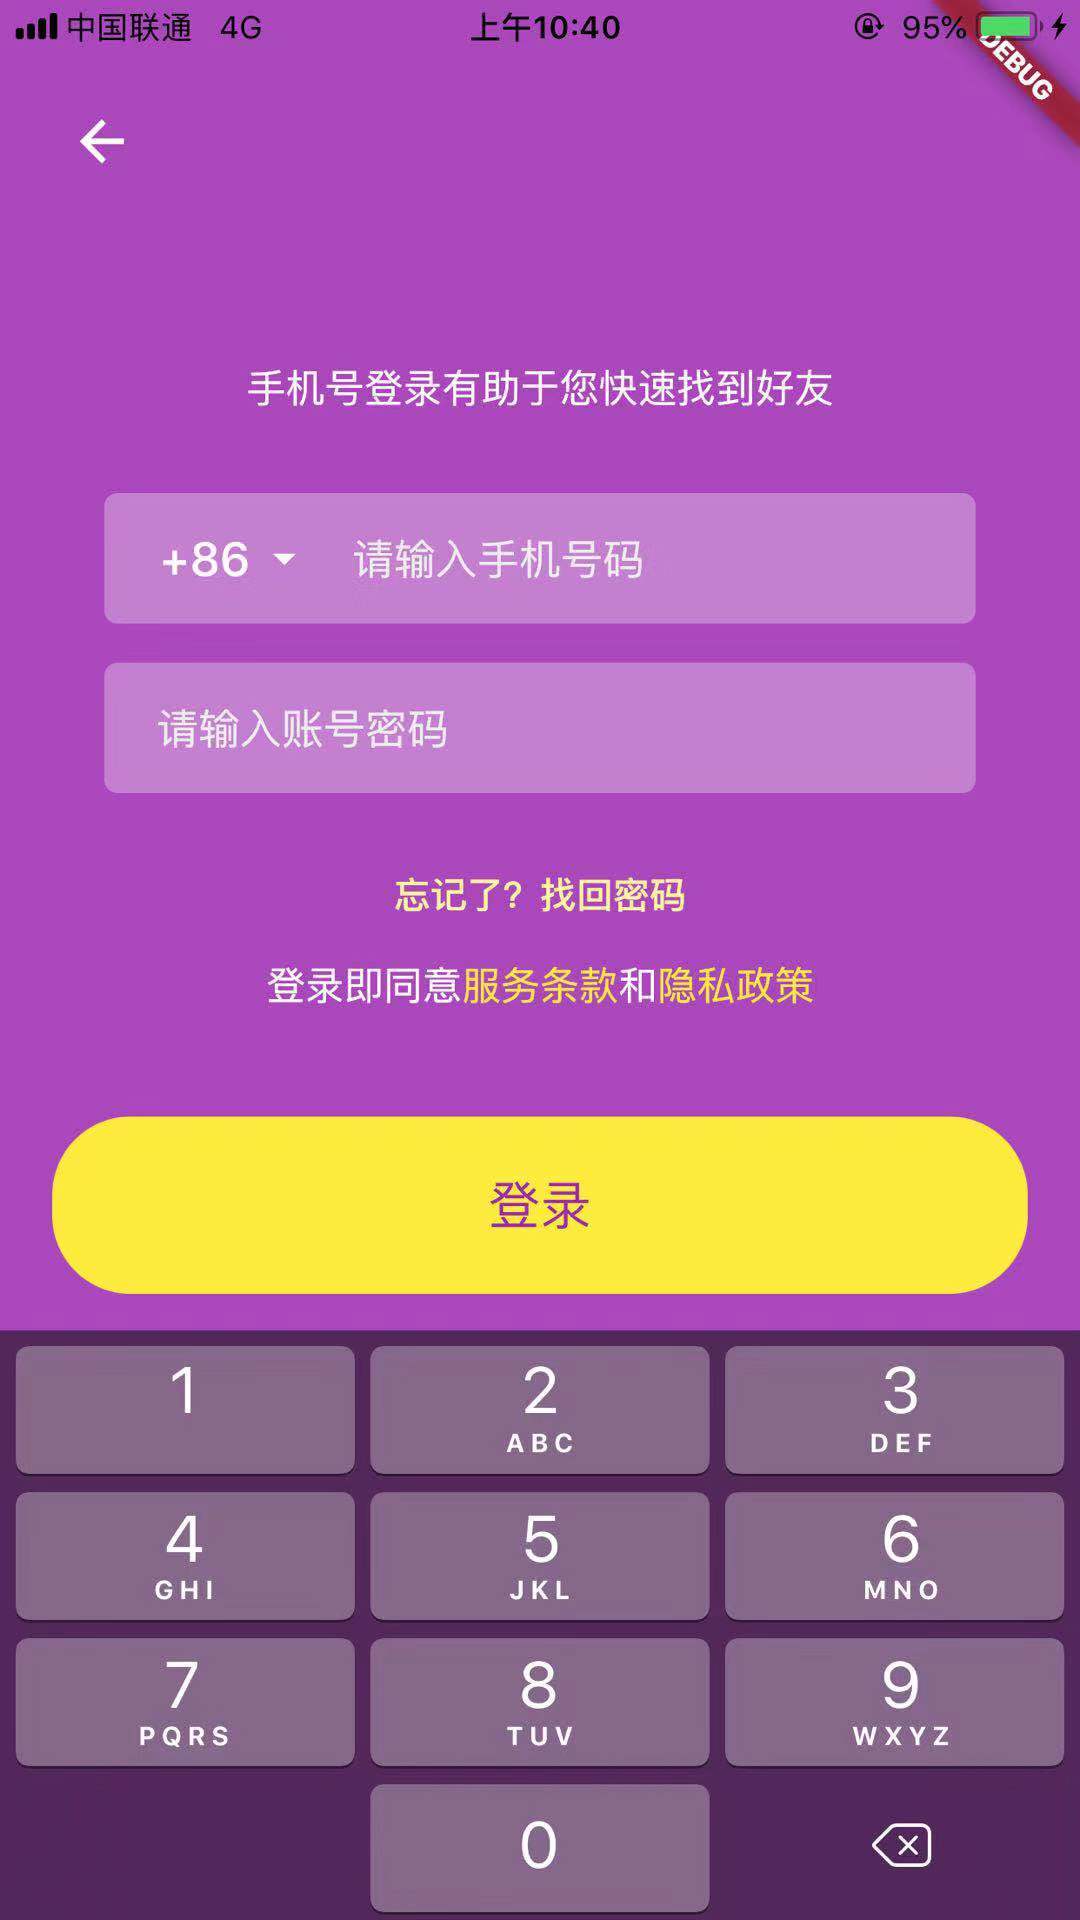 中国联通 4G 上午10:40 95%
DEBUG
手机号登录有助于您快速找到好友
+86 请输入手机号码
请输入账号密码
忘记了? 找回密码
登录即同意服务条款和隐私政策
登录
1 2 3
ABC DEF
4 5 6
GHI JKL MNO
7 8 9
PQRS TUV WXYZ
0